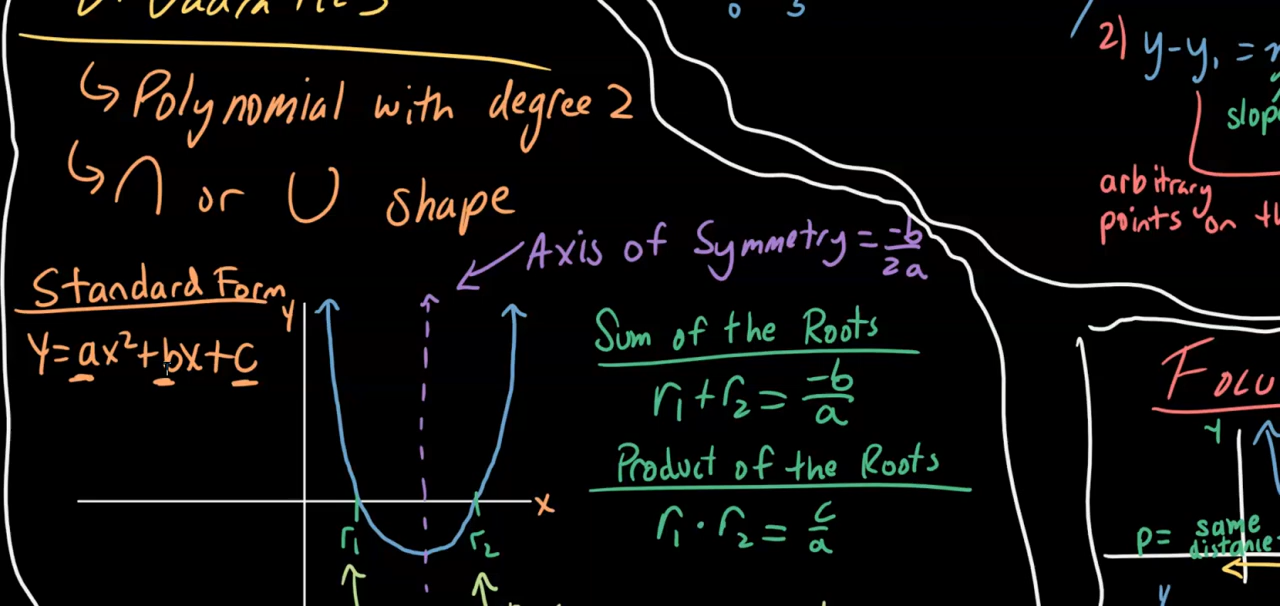 Polynomial with degree 2
∩ or ∪ shape
Axis of Symmetry = -b/2a
Standard Form
y = ax² + bx + c
Y
x
r₁
r₂
Sum of the Roots
r₁ + r₂ = -b/a
Product of the Roots
r₁ · r₂ = c/a
2) y - y₁ =
slop
arbitrary
points on th
Focu
y
p = same
distance
y